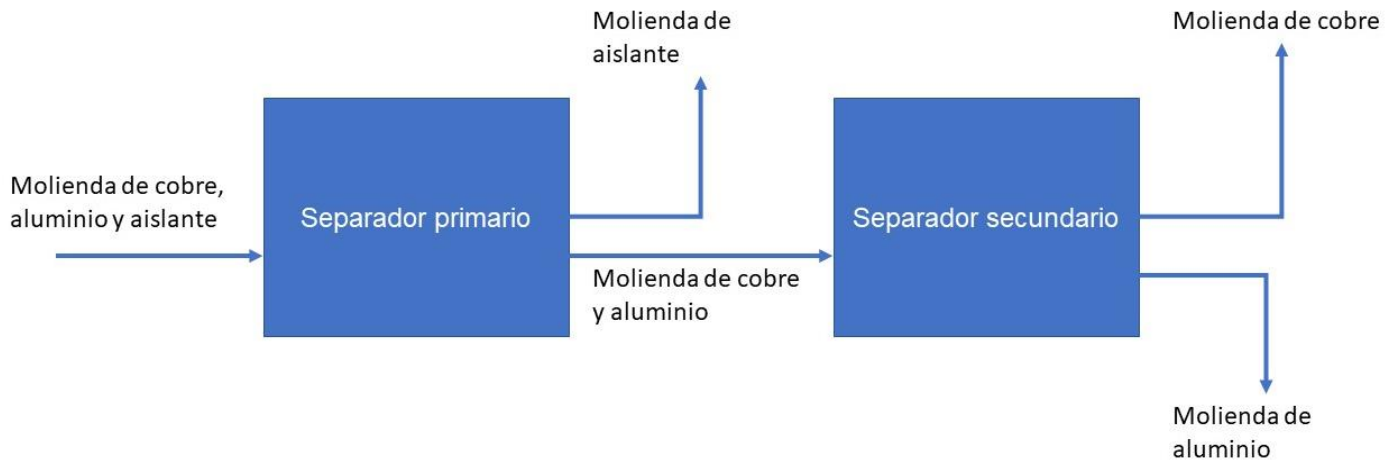 Molienda de cobre,
aluminio y aislante
Separador primario
Molienda de
aislante
Molienda de cobre
y aluminio
Separador secundario
Molienda de cobre
Molienda de
aluminio